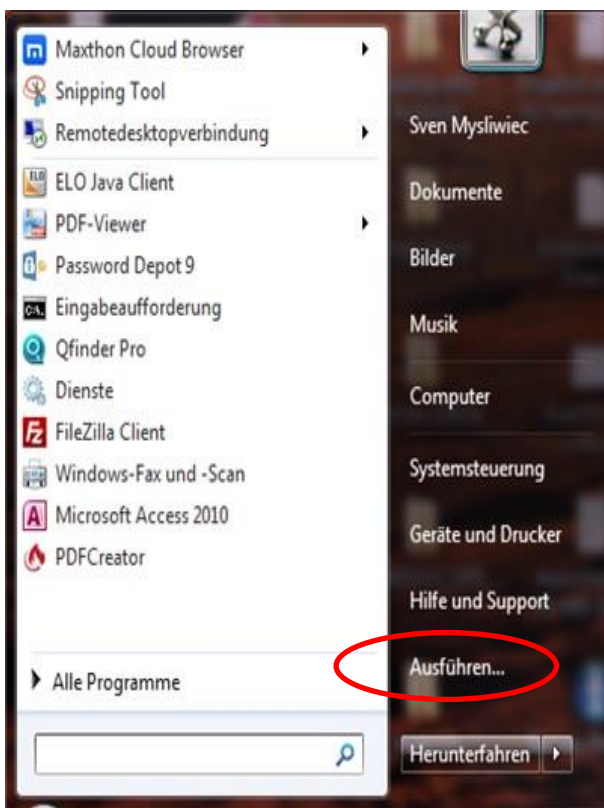 Maxthon Cloud Browser
Snipping Tool
Remotedesktopverbindung
ELO Java Client
PDF-Viewer
Password Depot 9
Eingabeaufforderung
Qfinder Pro
Dienste
FileZilla Client
Windows-Fax und -Scan
Microsoft Access 2010
PDFCreator
Alle Programme
Sven Mysliwiec
Dokumente
Bilder
Musik
Computer
Systemsteuerung
Geräte und Drucker
Hilfe und Support
Ausführen...
Herunterfahren